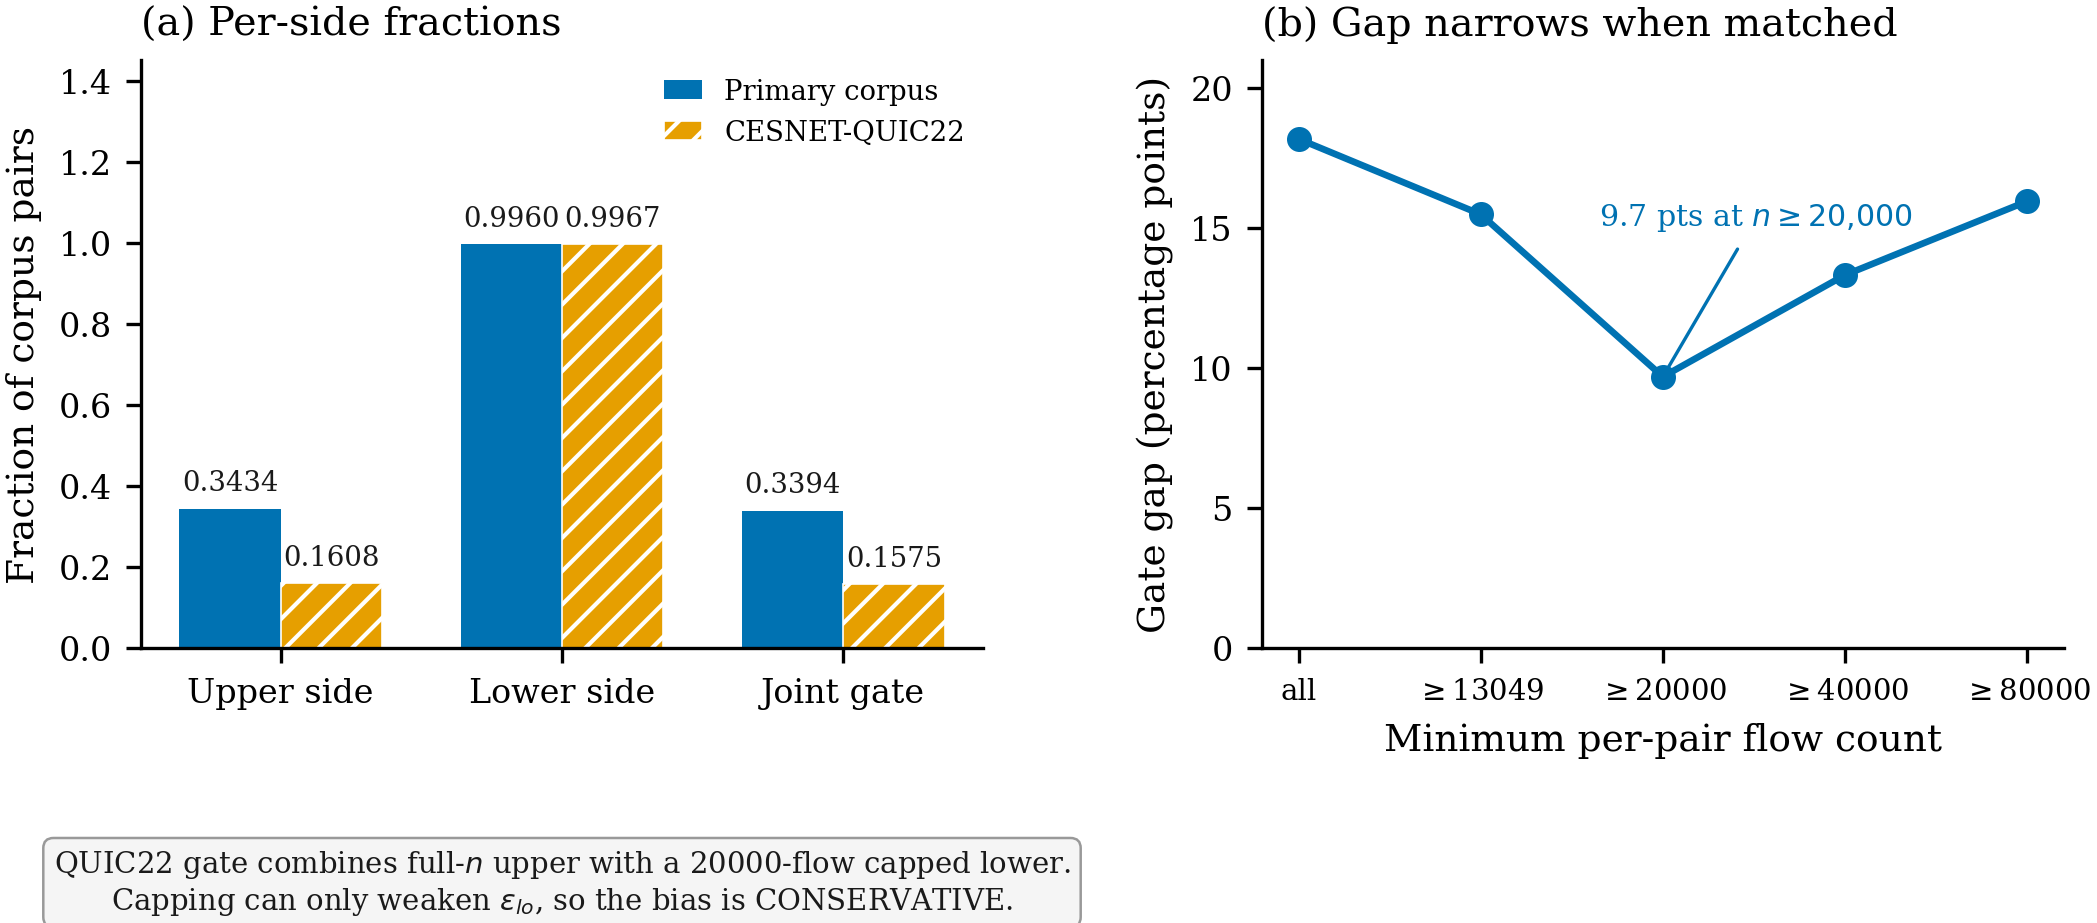 (a) Per-side fractions
Fraction of corpus pairs
1.4
1.2
1.0
0.8
0.6
0.4
0.2
0.0
Primary corpus
CESNET-QUIC22
0.3434
0.1608
0.9960
0.9967
0.3394
0.1575
Upper side
Lower side
Joint gate
(b) Gap narrows when matched
Gate gap (percentage points)
20
15
10
5
0
9.7 pts at n ≥ 20,000
all
≥ 13049
≥ 20000
≥ 40000
≥ 80000
Minimum per-pair flow count
QUIC22 gate combines full-n upper with a 20000-flow capped lower.
Capping can only weaken ε_lo, so the bias is CONSERVATIVE.